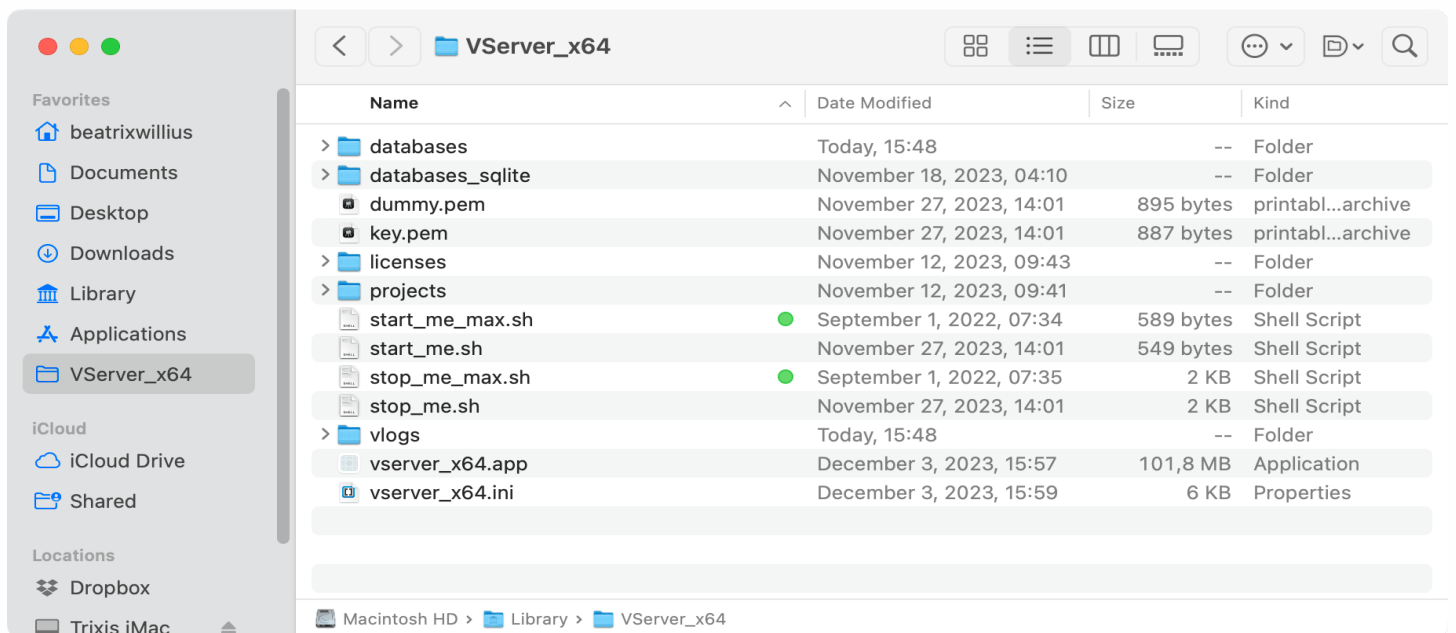 VServer_x64
Favorites
beatrixwillius
Documents
Desktop
Downloads
Library
Applications
VServer_x64
iCloud
iCloud Drive
Shared
Locations
Dropbox
Trixis iMac
Name Date Modified Size Kind
databases Today, 15:48 -- Folder
databases_sqlite November 18, 2023, 04:10 -- Folder
dummy.pem November 27, 2023, 14:01 895 bytes printabl...archive
key.pem November 27, 2023, 14:01 887 bytes printabl...archive
licenses November 12, 2023, 09:43 -- Folder
projects November 12, 2023, 09:41 -- Folder
start_me_max.sh September 1, 2022, 07:34 589 bytes Shell Script
start_me.sh November 27, 2023, 14:01 549 bytes Shell Script
stop_me_max.sh September 1, 2022, 07:35 2 KB Shell Script
stop_me.sh November 27, 2023, 14:01 2 KB Shell Script
vlogs Today, 15:48 -- Folder
vserver_x64.app December 3, 2023, 15:57 101,8 MB Application
vserver_x64.ini December 3, 2023, 15:59 6 KB Properties
Macintosh HD › Library › VServer_x64